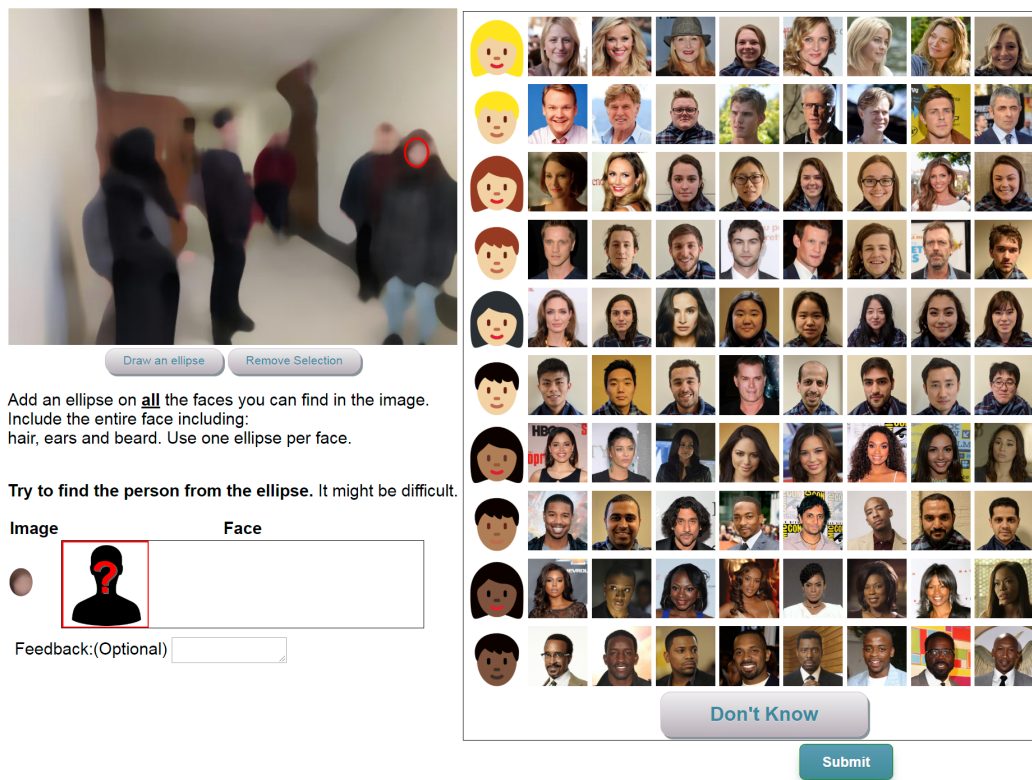 Draw an ellipse
Remove Selection
Add an ellipse on all the faces you can find in the image.
Include the entire face including:
hair, ears and beard. Use one ellipse per face.
Try to find the person from the ellipse. It might be difficult.
Image
Face
?
Feedback:(Optional)
HBO
Don't Know
Submit